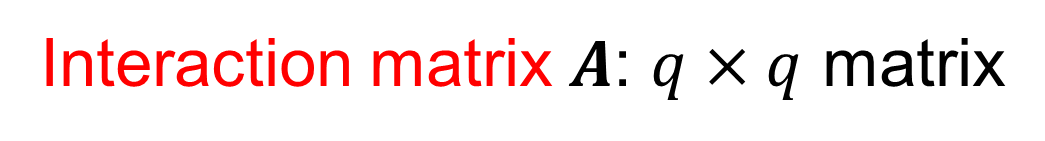 Interaction matrix A: q × q matrix